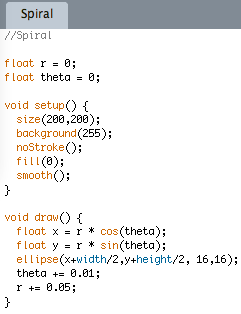 Spiral
//Spiral
float r = 0;
float theta = 0;
void setup() {
size(200,200);
background(255);
noStroke();
fill(0);
smooth();
}
void draw() {
float x = r * cos(theta);
float y = r * sin(theta);
ellipse(x+width/2,y+height/2, 16,16);
theta += 0.01;
r += 0.05;
}